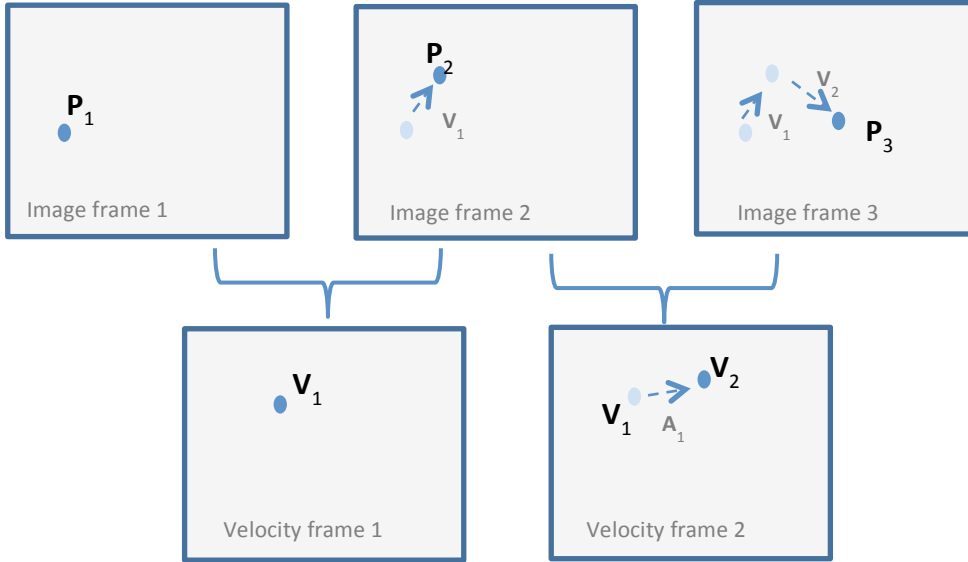 P1
Image frame 1
P2
V1
Image frame 2
V2
V1
P3
Image frame 3
V1
Velocity frame 1
V2
V1
A1
Velocity frame 2